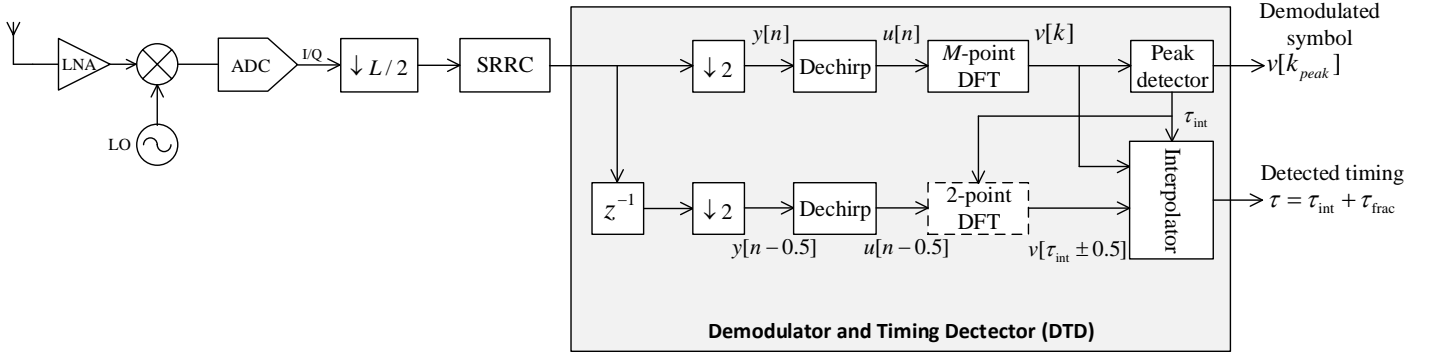 LNA
LO
ADC
I/Q
↓ L/2
SRRC
↓ 2
y[n]
Dechirp
u[n]
M-point
DFT
v[k]
Peak
detector
Demodulated
symbol
v[k_peak]
τ_int
z^{-1}
↓ 2
y[n−0.5]
Dechirp
u[n−0.5]
2-point
DFT
v[τ_int ± 0.5]
Interpolator
Detected timing
τ = τ_int + τ_frac
Demodulator and Timing Dectector (DTD)